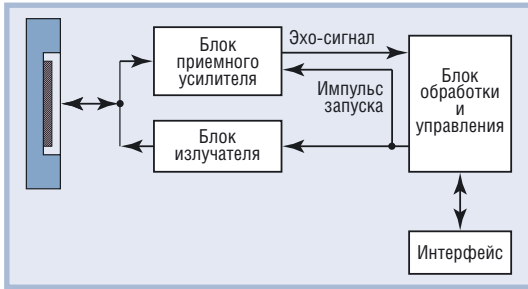 Блок
приемного
усилителя
Эхо-сигнал
Импульс
запуска
Блок
обработки
и
управления
Блок
излучателя
Интерфейс